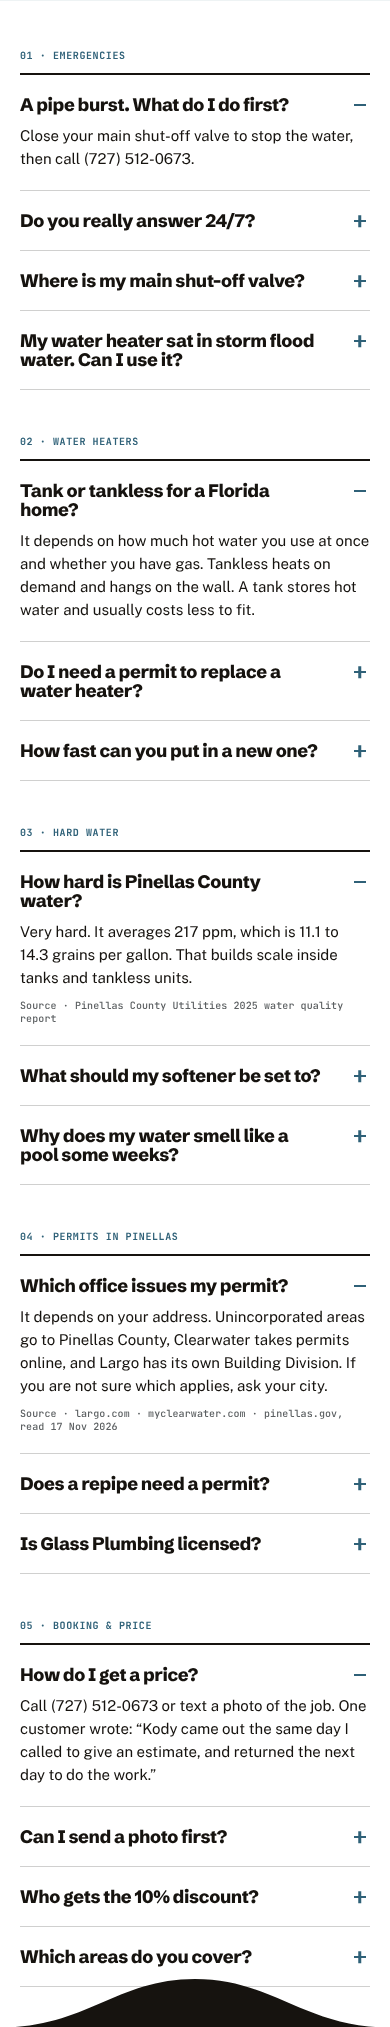 01 · EMERGENCIES
A pipe burst. What do I do first?
Close your main shut-off valve to stop the water,
then call (727) 512-0673.
Do you really answer 24/7?
Where is my main shut-off valve?
My water heater sat in storm flood
water. Can I use it?
02 · WATER HEATERS
Tank or tankless for a Florida
home?
It depends on how much hot water you use at once
and whether you have gas. Tankless heats on
demand and hangs on the wall. A tank stores hot
water and usually costs less to fit.
Do I need a permit to replace a
water heater?
How fast can you put in a new one?
03 · HARD WATER
How hard is Pinellas County
water?
Very hard. It averages 217 ppm, which is 11.1 to
14.3 grains per gallon. That builds scale inside
tanks and tankless units.
Source · Pinellas County Utilities 2025 water quality
report
What should my softener be set to?
Why does my water smell like a
pool some weeks?
04 · PERMITS IN PINELLAS
Which office issues my permit?
It depends on your address. Unincorporated areas
go to Pinellas County, Clearwater takes permits
online, and Largo has its own Building Division. If
you are not sure which applies, ask your city.
Source · largo.com · myclearwater.com · pinellas.gov,
read 17 Nov 2026
Does a repipe need a permit?
Is Glass Plumbing licensed?
05 · BOOKING & PRICE
How do I get a price?
Call (727) 512-0673 or text a photo of the job. One
customer wrote: “Kody came out the same day I
called to give an estimate, and returned the next
day to do the work.”
Can I send a photo first?
Who gets the 10% discount?
Which areas do you cover?